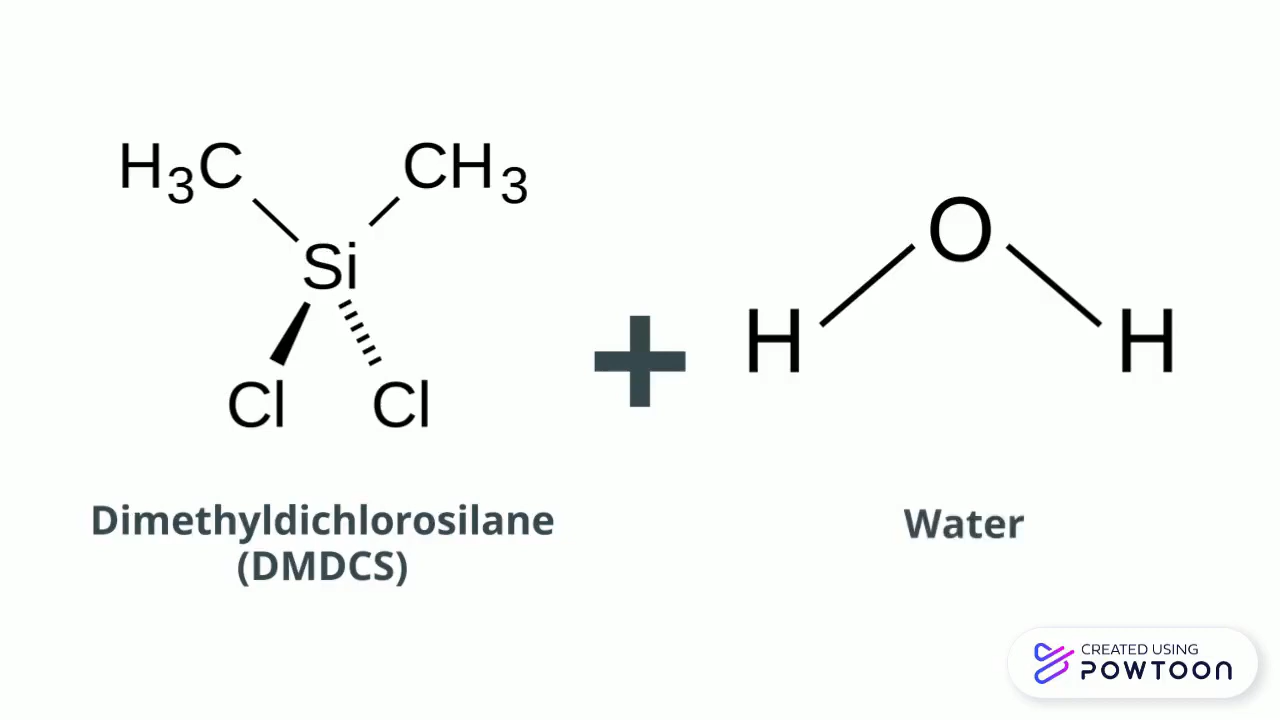 H3C CH3
Si
Cl Cl
O
H H
Dimethyldichlorosilane
(DMDCS)
Water
CREATED USING
POWTOON